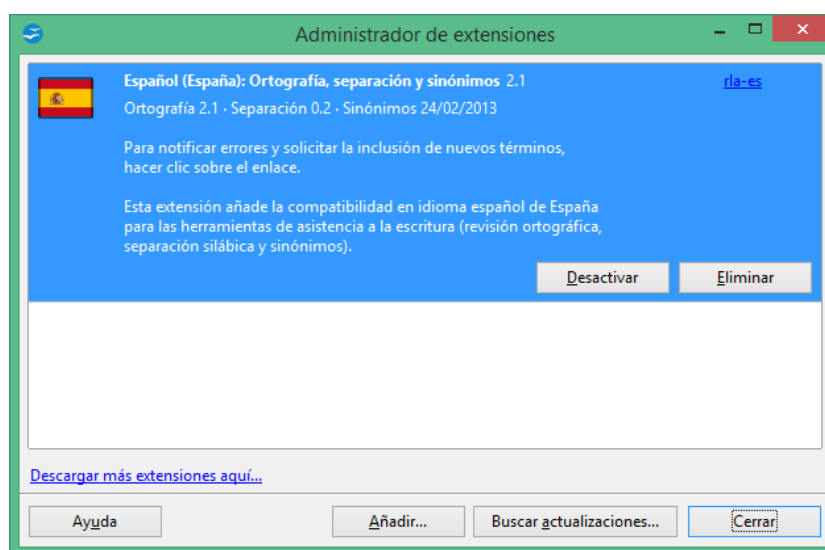 Administrador de extensiones
Español (España): Ortografía, separación y sinónimos 2.1
rla-es
Ortografía 2.1 · Separación 0.2 · Sinónimos 24/02/2013
Para notificar errores y solicitar la inclusión de nuevos términos,
hacer clic sobre el enlace.
Esta extensión añade la compatibilidad en idioma español de España
para las herramientas de asistencia a la escritura (revisión ortográfica,
separación silábica y sinónimos).
Desactivar
Eliminar
Descargar más extensiones aquí...
Ayuda
Añadir...
Buscar actualizaciones...
Cerrar